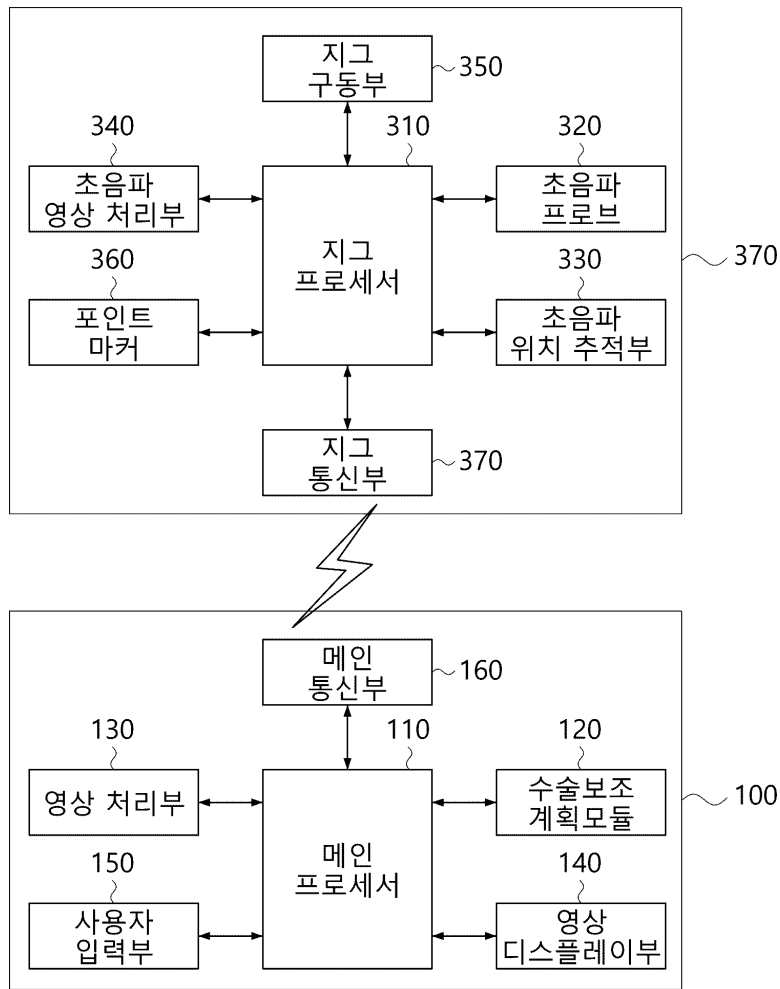 지그
구동부
350
340
310
320
초음파
영상 처리부
지그
프로세서
초음파
프로브
360
330
370
포인트
마커
초음파
위치 추적부
지그
통신부
370
메인
통신부
160
130
110
120
영상 처리부
메인
프로세서
수술보조
계획모듈
100
150
140
사용자
입력부
영상
디스플레이부